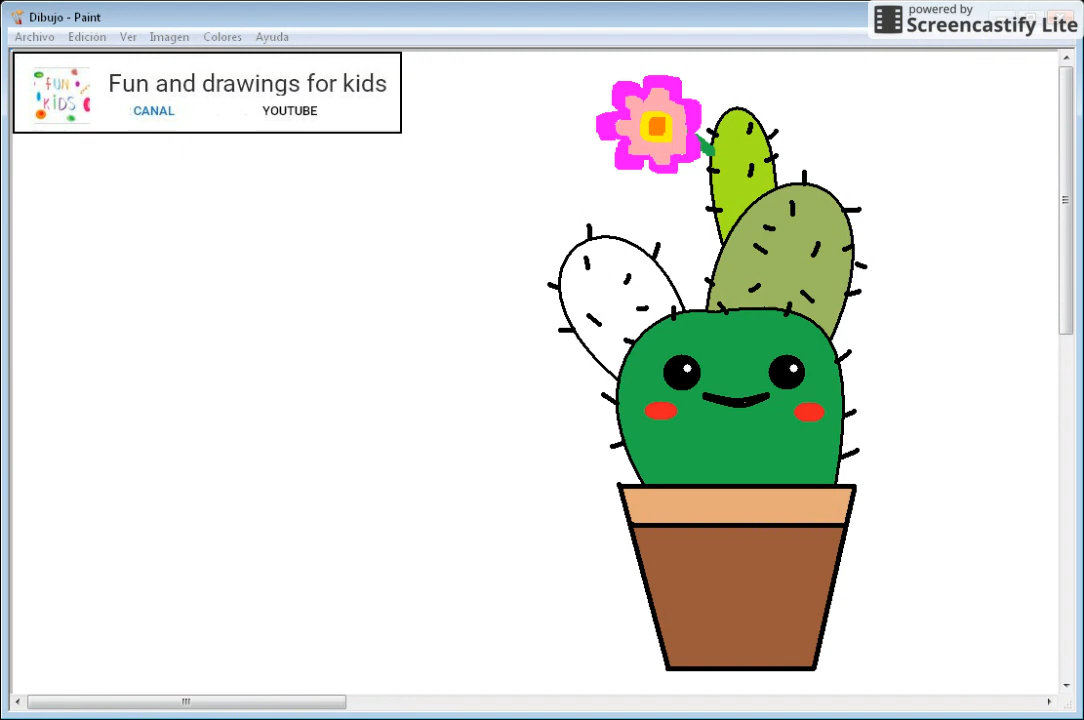 Dibujo - Paint
powered by
Screencastify Lite
Archivo Edición Ver Imagen Colores Ayuda
FUN
KiDS
Fun and drawings for kids
CANAL YOUTUBE